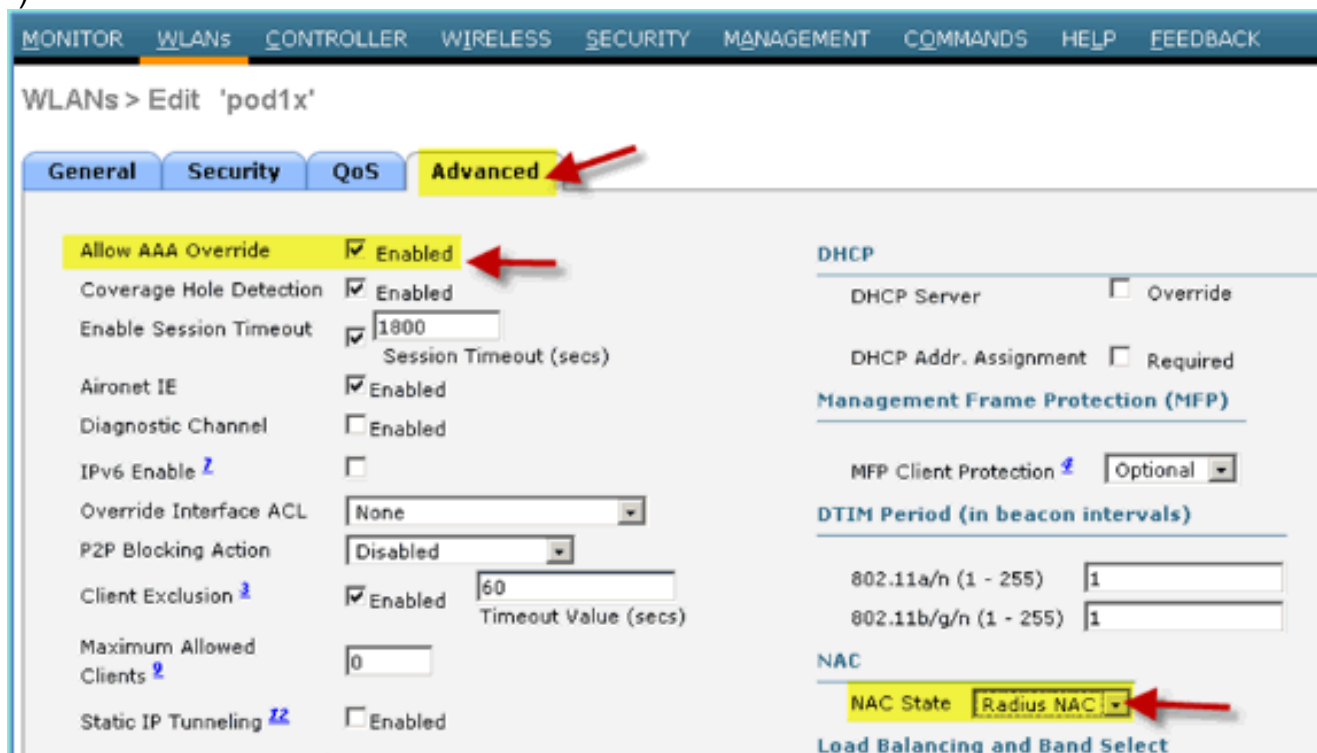 )
MONITOR WLANs CONTROLLER WIRELESS SECURITY MANAGEMENT COMMANDS HELP FEEDBACK
WLANs > Edit 'pod1x'
General Security QoS Advanced
Allow AAA Override Enabled
Coverage Hole Detection Enabled
Enable Session Timeout 1800
Session Timeout (secs)
Aironet IE Enabled
Diagnostic Channel Enabled
IPv6 Enable 7
Override Interface ACL None
P2P Blocking Action Disabled
Client Exclusion 3 Enabled 60
Timeout Value (secs)
Maximum Allowed
Clients 9 0
Static IP Tunneling 12 Enabled
DHCP
DHCP Server Override
DHCP Addr. Assignment Required
Management Frame Protection (MFP)
MFP Client Protection 4 Optional
DTIM Period (in beacon intervals)
802.11a/n (1 - 255) 1
802.11b/g/n (1 - 255) 1
NAC
NAC State Radius NAC
Load Balancing and Band Select